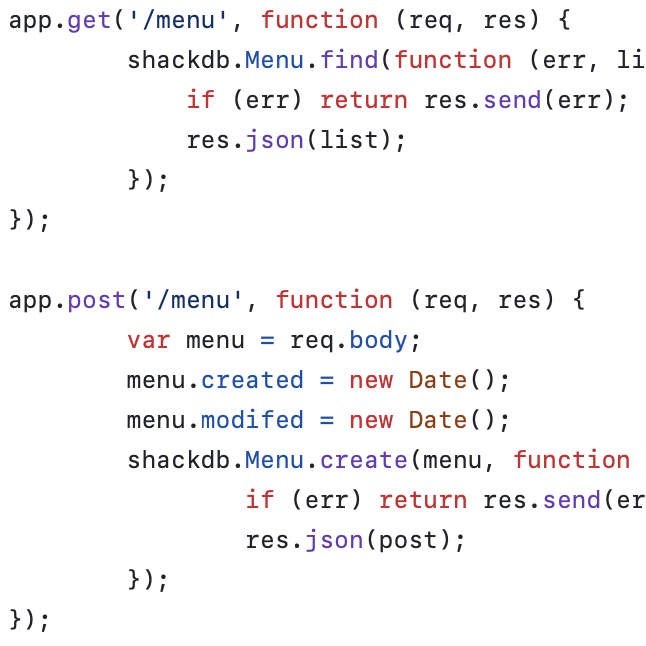 app.get('/menu', function (req, res) {
        shackdb.Menu.find(function (err, li
            if (err) return res.send(err);
            res.json(list);
        });
});

app.post('/menu', function (req, res) {
        var menu = req.body;
        menu.created = new Date();
        menu.modifed = new Date();
        shackdb.Menu.create(menu, function
                if (err) return res.send(er
                res.json(post);
        });
});